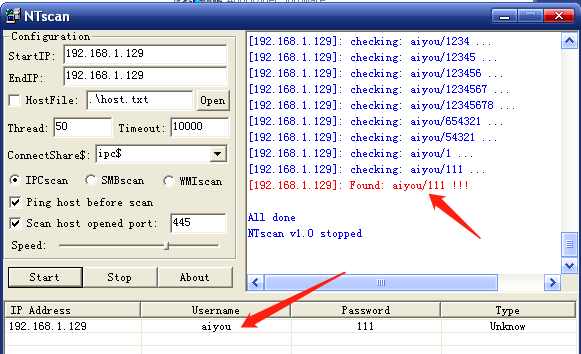 NTscan
Configuration
StartIP: 192.168.1.129
EndIP: 192.168.1.129
HostFile: .\host.txt Open
Thread: 50 Timeout: 10000
ConnectShare$: ipc$
IPCscan SMBscan WMIscan
Ping host before scan
Scan host opened port: 445
Speed:
Start Stop About
[192.168.1.129]: checking: aiyou/1234 ...
[192.168.1.129]: checking: aiyou/12345 ...
[192.168.1.129]: checking: aiyou/123456 ...
[192.168.1.129]: checking: aiyou/1234567 ...
[192.168.1.129]: checking: aiyou/12345678 ...
[192.168.1.129]: checking: aiyou/654321 ...
[192.168.1.129]: checking: aiyou/54321 ...
[192.168.1.129]: checking: aiyou/1 ...
[192.168.1.129]: checking: aiyou/111 ...
[192.168.1.129]: Found: aiyou/111 !!!
All done
NTscan v1.0 stopped
IP Address Username Password Type
192.168.1.129 aiyou 111 Unknow